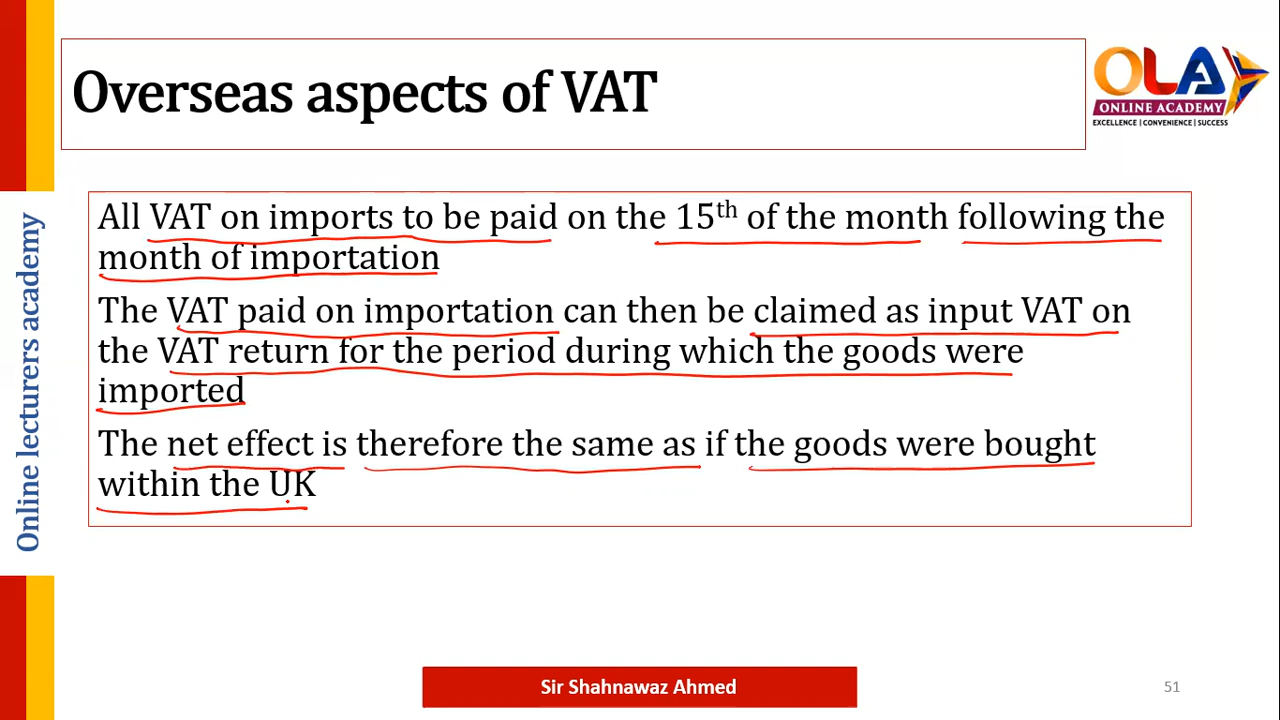 Overseas aspects of VAT
OLA
ONLINE ACADEMY
EXCELLENCE | CONVENIENCE | SUCCESS
Online lecturers academy
All VAT on imports to be paid on the 15th of the month following the
month of importation
The VAT paid on importation can then be claimed as input VAT on
the VAT return for the period during which the goods were
imported
The net effect is therefore the same as if the goods were bought
within the UK
Sir Shahnawaz Ahmed
51